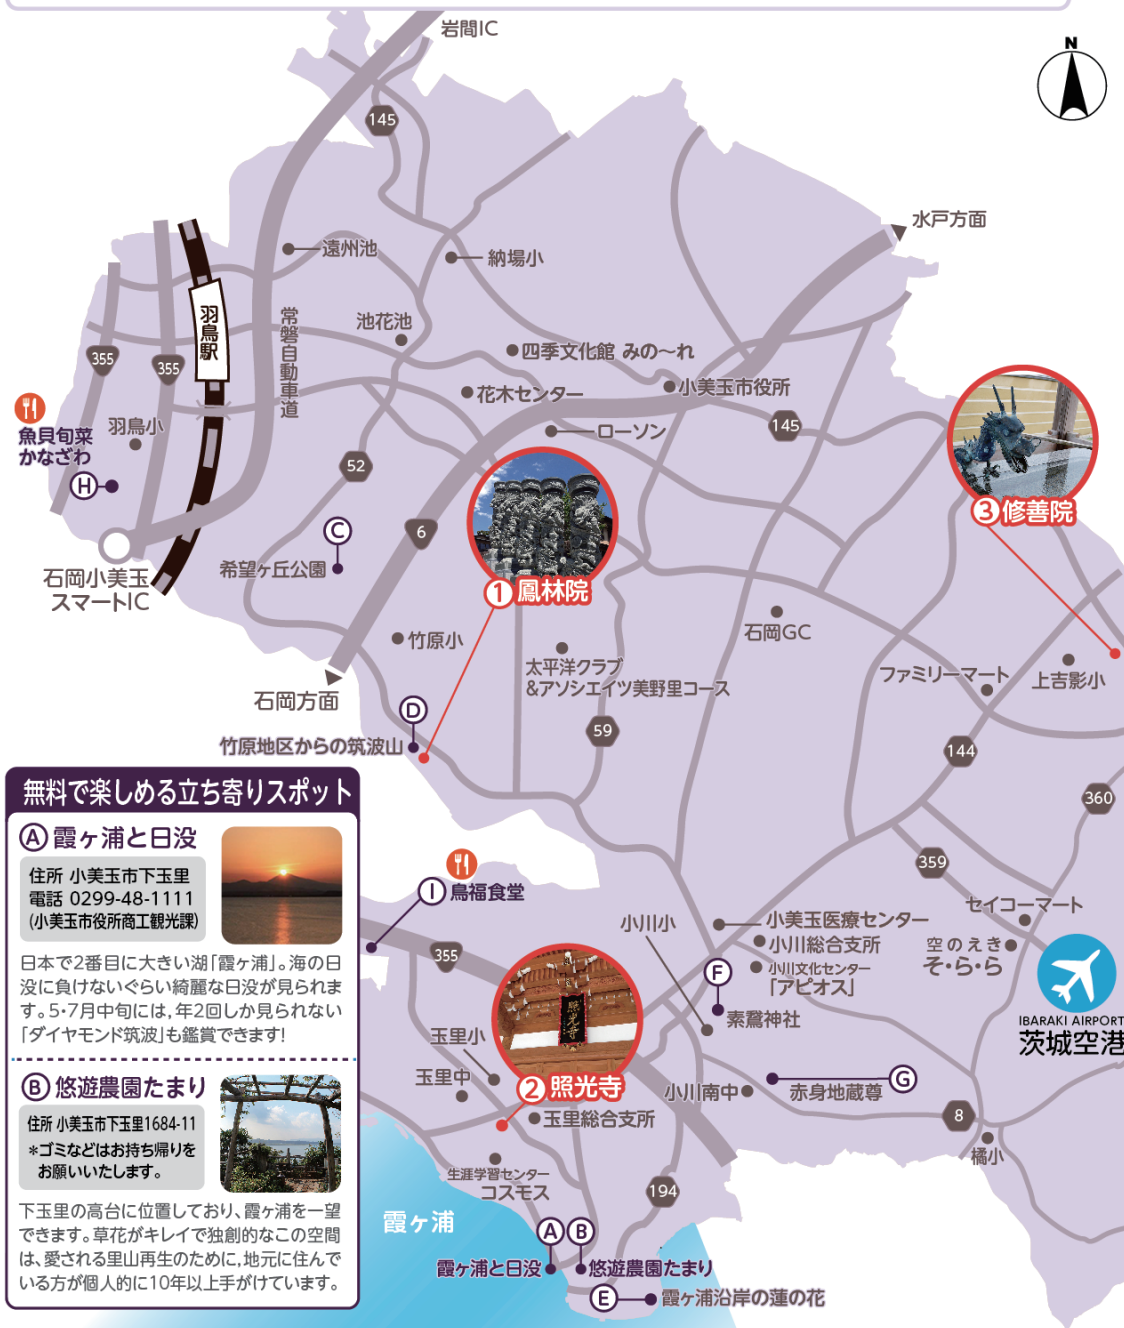 岩間IC
N
145
水戸方面
遠州池
納場小
羽鳥駅
常磐自動車道
池花池
355
355
四季文化館 みの〜れ
小美玉市役所
花木センター
魚貝旬菜
かなざわ
羽鳥小
ローソン
145
52
H
6
C
③修善院
希望ヶ丘公園
石岡小美玉
スマートIC
①鳳林院
石岡GC
竹原小
太平洋クラブ
&アソシエイツ美野里コース
ファミリーマート
上吉影小
石岡方面
D
59
竹原地区からの筑波山
144
360
無料で楽しめる立ち寄りスポット
A 霞ヶ浦と日没
住所 小美玉市下玉里
電話 0299-48-1111
(小美玉市役所商工観光課)
日本で2番目に大きい湖「霞ヶ浦」。海の日
没に負けないぐらい綺麗な日没が見られま
す。5・7月中旬には、年2回しか見られない
「ダイヤモンド筑波」も鑑賞できます!
B 悠遊農園たまり
住所 小美玉市下玉里1684-11
*ゴミなどはお持ち帰りを
お願いいたします。
下玉里の高台に位置しており、霞ヶ浦を一望
できます。草花がキレイで独創的なこの空間
は、愛される里山再生のために、地元に住んで
いる方が個人的に10年以上手がけています。
359
I 鳥福食堂
セイコーマート
小川小
小美玉医療センター
小川総合支所
空のえき
そ・ら・ら
355
F
小川文化センター
「アピオス」
素鵞神社
IBARAKI AIRPORT
茨城空港
照光寺
玉里小
玉里中
②照光寺
小川南中
赤身地蔵尊 G
玉里総合支所
8
橘小
生涯学習センター
コスモス
194
霞ヶ浦
A B
霞ヶ浦と日没
悠遊農園たまり
E
霞ヶ浦沿岸の蓮の花